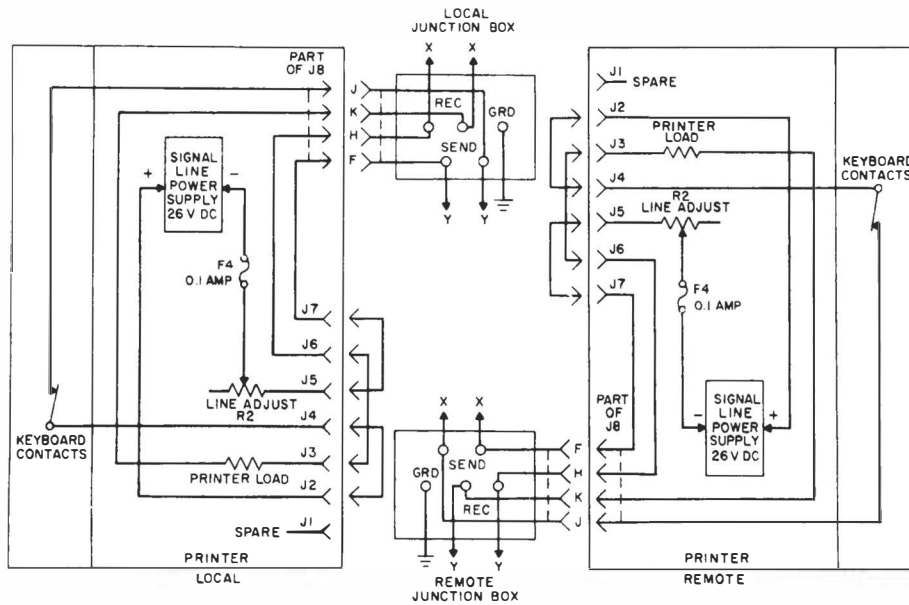 LOCAL
JUNCTION BOX
X
X
PART
OF J8
J
K
H
F
REC
GRD
SEND
Y
Y
+
SIGNAL
LINE
POWER
SUPPLY
26 V DC
-
F4
0.1 AMP
J7
J6
J5
LINE ADJUST
R2
J4
KEYBOARD
CONTACTS
J3
PRINTER LOAD
J2
SPARE
J1
PRINTER
LOCAL
J1
SPARE
J2
PRINTER
LOAD
J3
KEYBOARD
CONTACTS
J4
R2
LINE ADJUST
J5
J6
F4
0.1 AMP
J7
-
SIGNAL
LINE
POWER
SUPPLY
26 V DC
+
PART
OF
J8
X
X
SEND
GRD
REC
F
H
K
J
Y
Y
REMOTE
JUNCTION BOX
PRINTER
REMOTE